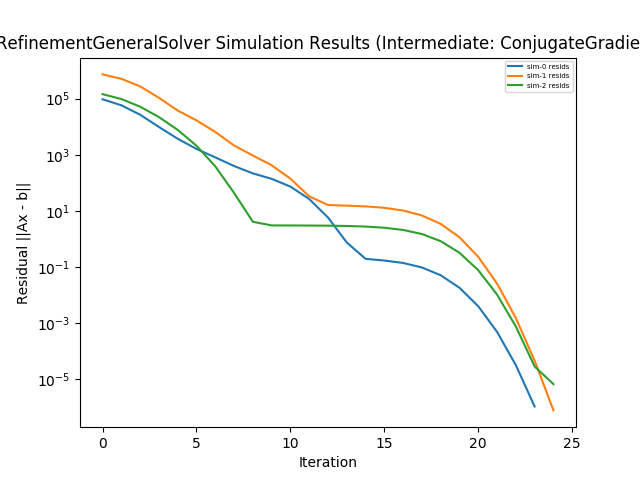 RefinementGeneralSolver Simulation Results (Intermediate: ConjugateGradie
sim-0 resids
sim-1 resids
sim-2 resids
10^5
10^3
10^1
10^-1
10^-3
10^-5
Residual ||Ax - b||
0 5 10 15 20 25
Iteration